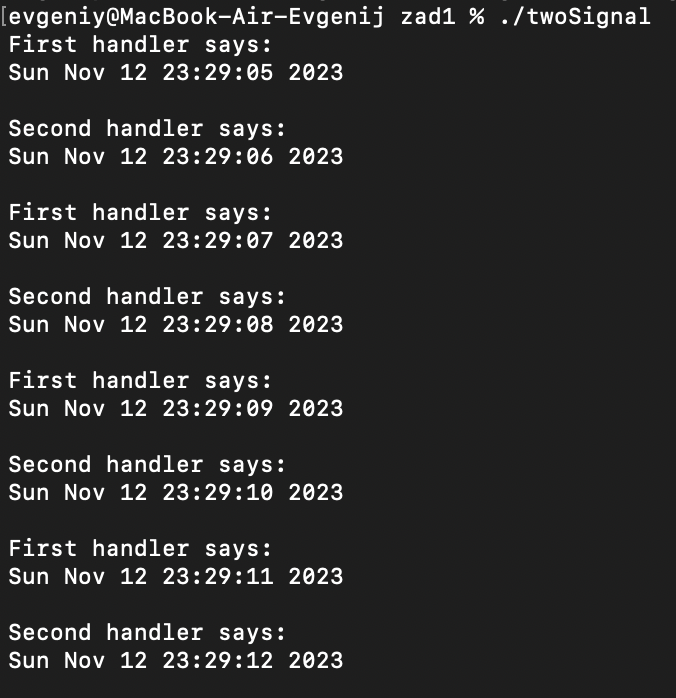 [evgeniy@MacBook-Air-Evgenij zad1 % ./twoSignal
First handler says:
Sun Nov 12 23:29:05 2023
Second handler says:
Sun Nov 12 23:29:06 2023
First handler says:
Sun Nov 12 23:29:07 2023
Second handler says:
Sun Nov 12 23:29:08 2023
First handler says:
Sun Nov 12 23:29:09 2023
Second handler says:
Sun Nov 12 23:29:10 2023
First handler says:
Sun Nov 12 23:29:11 2023
Second handler says:
Sun Nov 12 23:29:12 2023